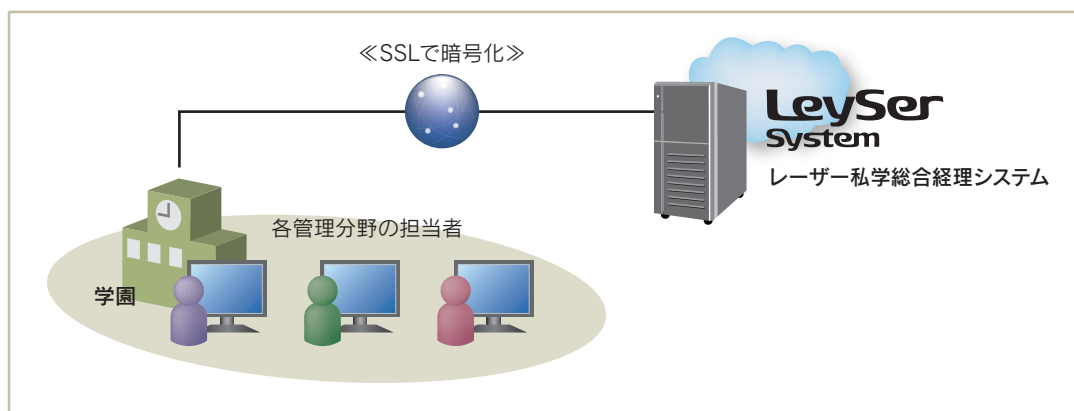 ≪SSLで暗号化≫
LeySer
System
レーザー私学総合経理システム
各管理分野の担当者
学園